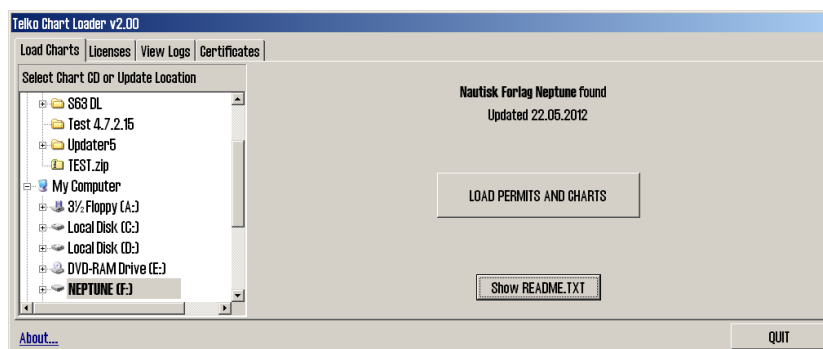 Telko Chart Loader v2.00
Load Charts Licenses View Logs Certificates
Select Chart CD or Update Location
S63 DL
Test 4.7.2.15
Updater5
TEST.zip
My Computer
3½ Floppy (A:)
Local Disk (C:)
Local Disk (D:)
DVD-RAM Drive (E:)
NEPTUNE (F:)
Nautisk Forlag Neptune found
Updated 22.05.2012
LOAD PERMITS AND CHARTS
Show README.TXT
About...
QUIT